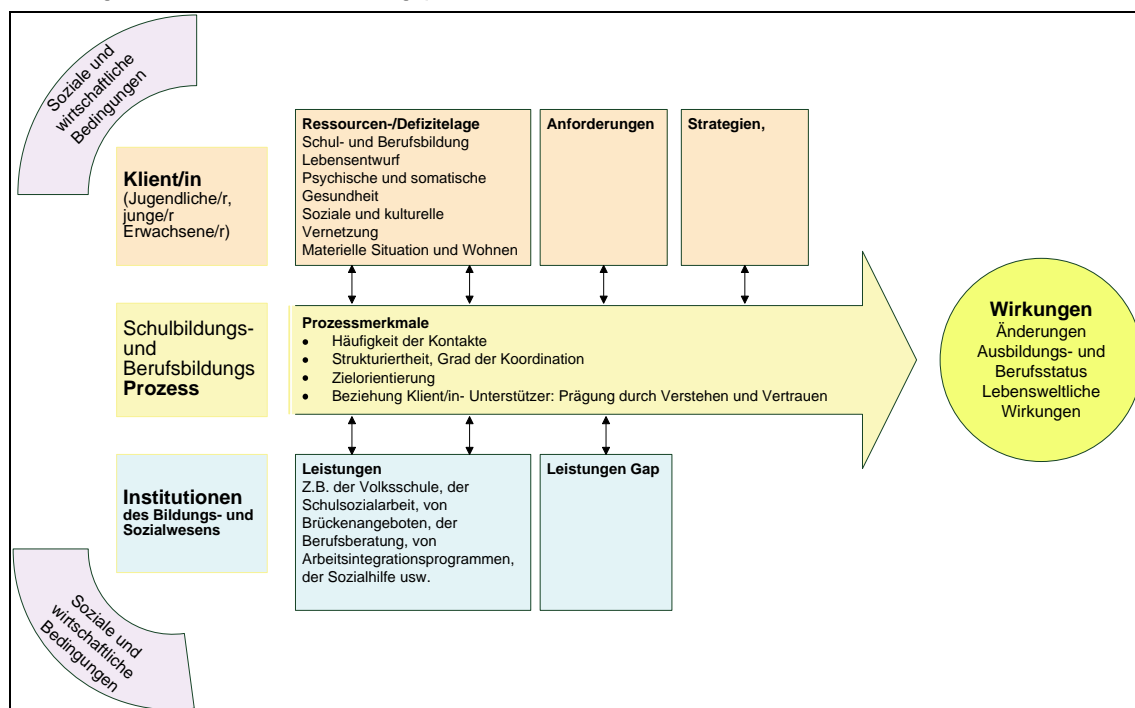 Soziale und
wirtschaftliche
Bedingungen
Klient/in
(Jugendliche/r,
junge/r
Erwachsene/r)
Ressourcen-/Defizitelage
Schul- und Berufsbildung
Lebensentwurf
Psychische und somatische
Gesundheit
Soziale und kulturelle
Vernetzung
Materielle Situation und Wohnen
Anforderungen
Strategien,
Schulbildungs-
und
Berufsbildungs
Prozess
Prozessmerkmale
• Häufigkeit der Kontakte
• Strukturiertheit, Grad der Koordination
• Zielorientierung
• Beziehung Klient/in- Unterstützer: Prägung durch Verstehen und Vertrauen
Wirkungen
Änderungen
Ausbildungs- und
Berufsstatus
Lebensweltliche
Wirkungen
Institutionen
des Bildungs- und
Sozialwesens
Leistungen
Z.B. der Volksschule, der
Schulsozialarbeit, von
Brückenangeboten, der
Berufsberatung, von
Arbeitsintegrationsprogrammen,
der Sozialhilfe usw.
Leistungen Gap
Soziale und
wirtschaftliche
Bedingungen